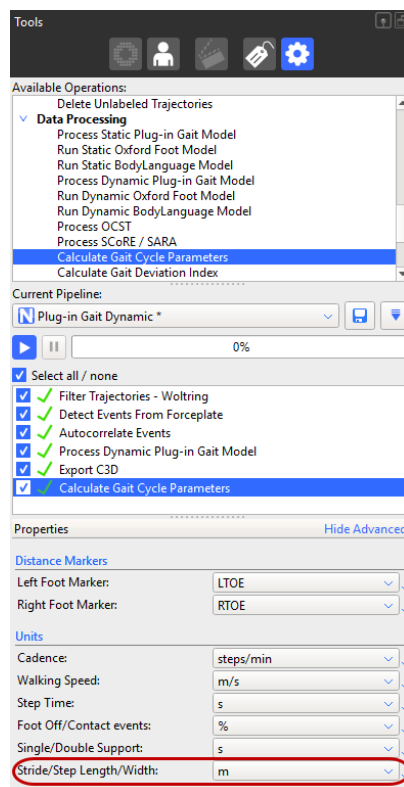 Tools
Available Operations:
Delete Unlabeled Trajectories
Data Processing
Process Static Plug-in Gait Model
Run Static Oxford Foot Model
Run Static BodyLanguage Model
Process Dynamic Plug-in Gait Model
Run Dynamic Oxford Foot Model
Run Dynamic BodyLanguage Model
Process OCST
Process SCoRE / SARA
Calculate Gait Cycle Parameters
Calculate Gait Deviation Index
Current Pipeline:
N Plug-in Gait Dynamic *
0%
Select all / none
Filter Trajectories - Woltring
Detect Events From Forceplate
Autocorrelate Events
Process Dynamic Plug-in Gait Model
Export C3D
Calculate Gait Cycle Parameters
Properties Hide Advanced
Distance Markers
Left Foot Marker: LTOE
Right Foot Marker: RTOE
Units
Cadence: steps/min
Walking Speed: m/s
Step Time: s
Foot Off/Contact events: %
Single/Double Support: s
Stride/Step Length/Width: m